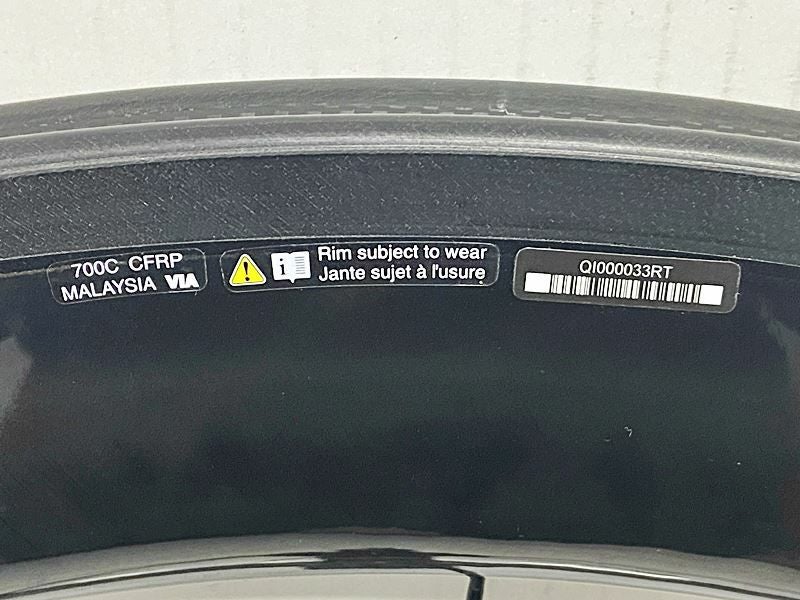 700C CFRP
MALAYSIA VIA
Rim subject to wear
Jante sujet à l'usure
QI000033RT